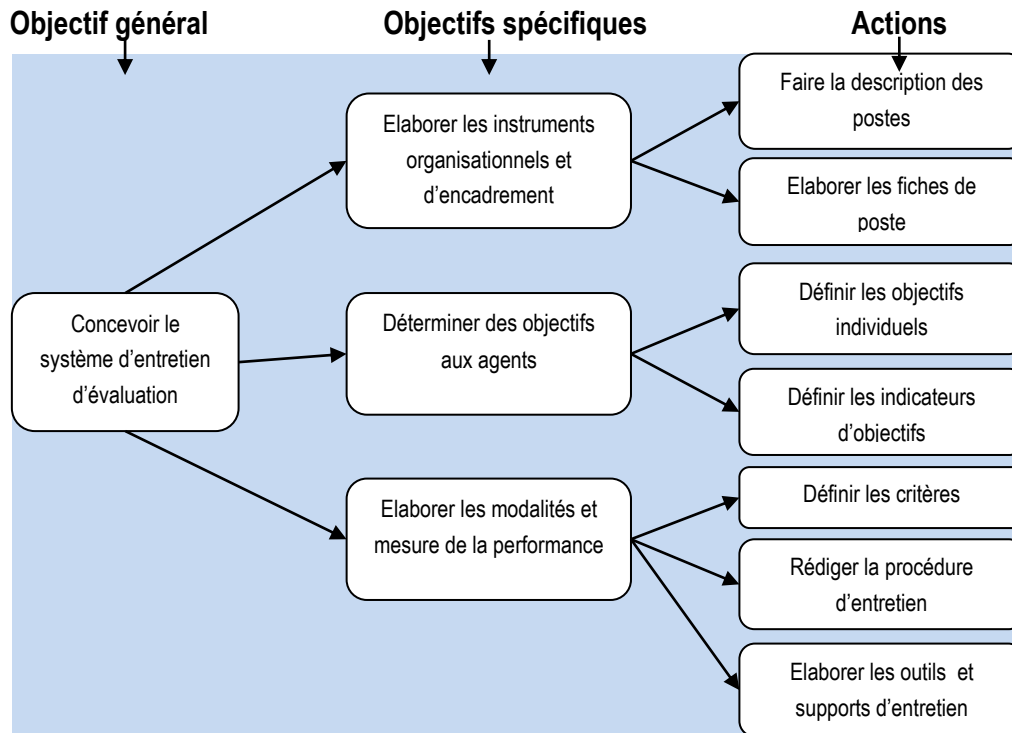 Objectif général
Objectifs spécifiques
Actions
Concevoir le
système d'entretien
d'évaluation
Elaborer les instruments
organisationnels et
d'encadrement
Déterminer des objectifs
aux agents
Elaborer les modalités et
mesure de la performance
Faire la description des
postes
Elaborer les fiches de
poste
Définir les objectifs
individuels
Définir les indicateurs
d'objectifs
Définir les critères
Rédiger la procédure
d'entretien
Elaborer les outils et
supports d'entretien